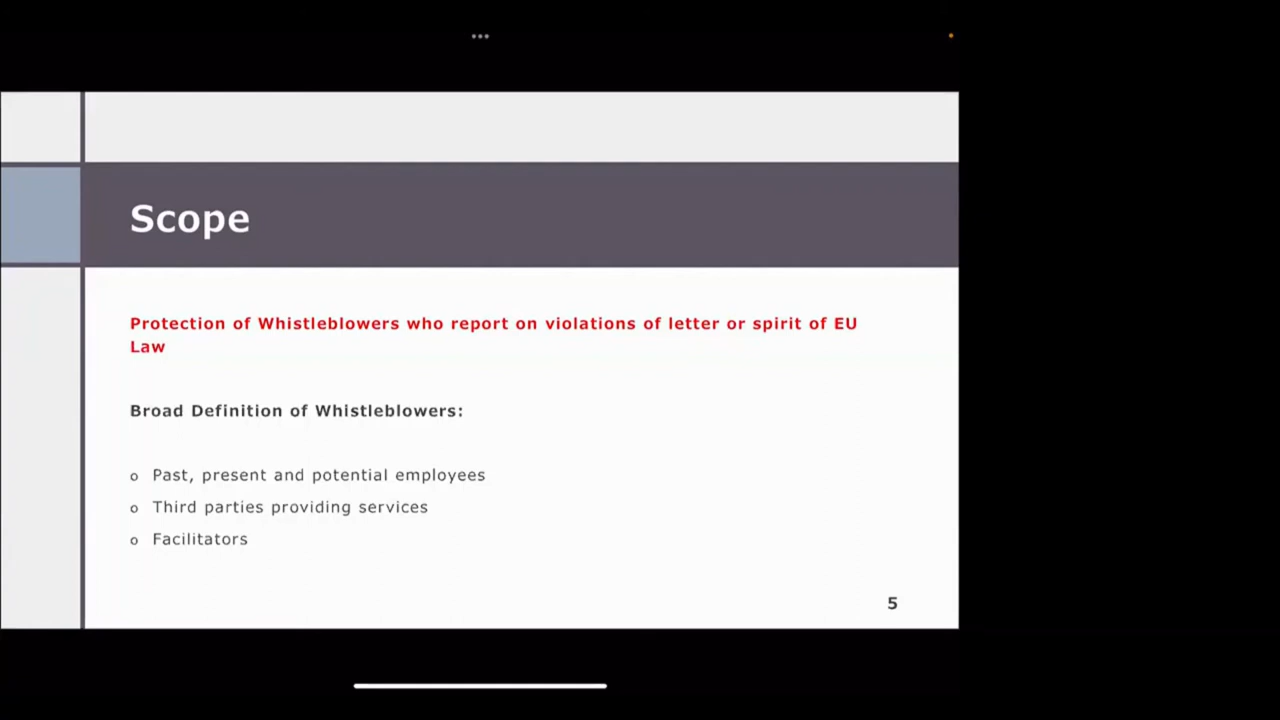 Scope
Protection of Whistleblowers who report on violations of letter or spirit of EU
Law
Broad Definition of Whistleblowers:
o Past, present and potential employees
o Third parties providing services
o Facilitators
5